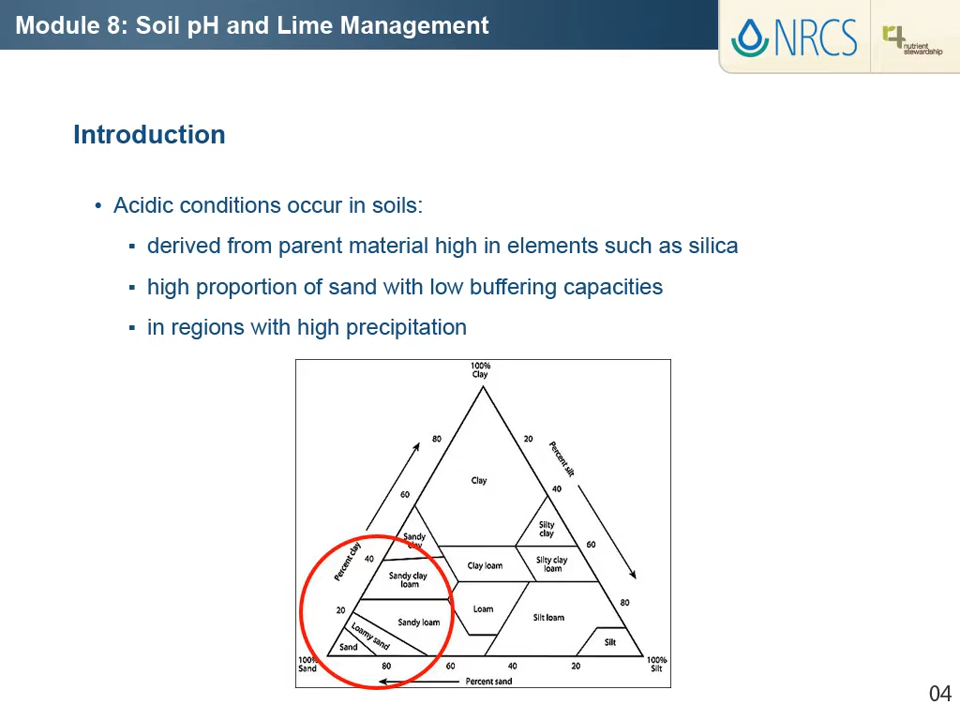 Module 8: Soil pH and Lime Management
NRCS
r4 nutrient
stewardship
Introduction
• Acidic conditions occur in soils:
▪ derived from parent material high in elements such as silica
▪ high proportion of sand with low buffering capacities
▪ in regions with high precipitation
100%
Clay
80
20
Percent silt
Clay
60
40
Sandy
clay
Silty
clay
Percent clay
40
60
Clay loam
Silty clay
loam
Sandy clay
loam
20
Loam
80
Sandy loam
Silt loam
Loamy sand
Sand
Silt
100%
Sand
80
60
40
20
100%
Silt
Percent sand
04